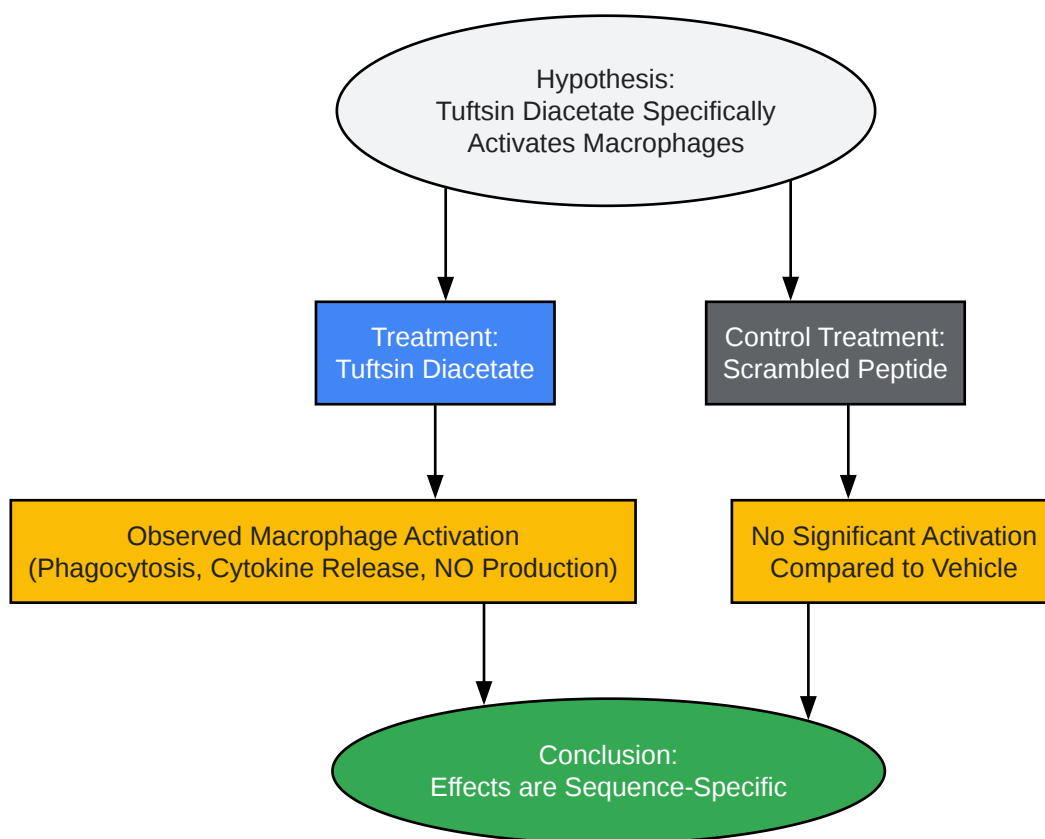 Hypothesis:
Tuftsin Diacetate Specifically
Activates Macrophages
Treatment:
Tuftsin Diacetate
Control Treatment:
Scrambled Peptide
Observed Macrophage Activation
(Phagocytosis, Cytokine Release, NO Production)
No Significant Activation
Compared to Vehicle
Conclusion:
Effects are Sequence-Specific